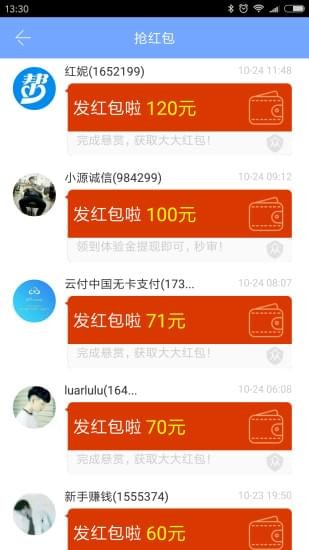 13:30
抢红包
红妮(1652199)
10-24 11:48
帮
发红包啦 120元
完成悬赏，获取大大红包！
小源诚信(984299)
10-24 09:12
发红包啦 100元
领到体验金提现即可，秒审！
云付中国无卡支付(173...
10-24 08:07
发红包啦 71元
完成悬赏，获取大大红包！
luarlulu(164...
10-24 06:08
发红包啦 70元
完成悬赏，获取大大红包！
新手赚钱(1555374)
10-23 19:50
发红包啦 60元